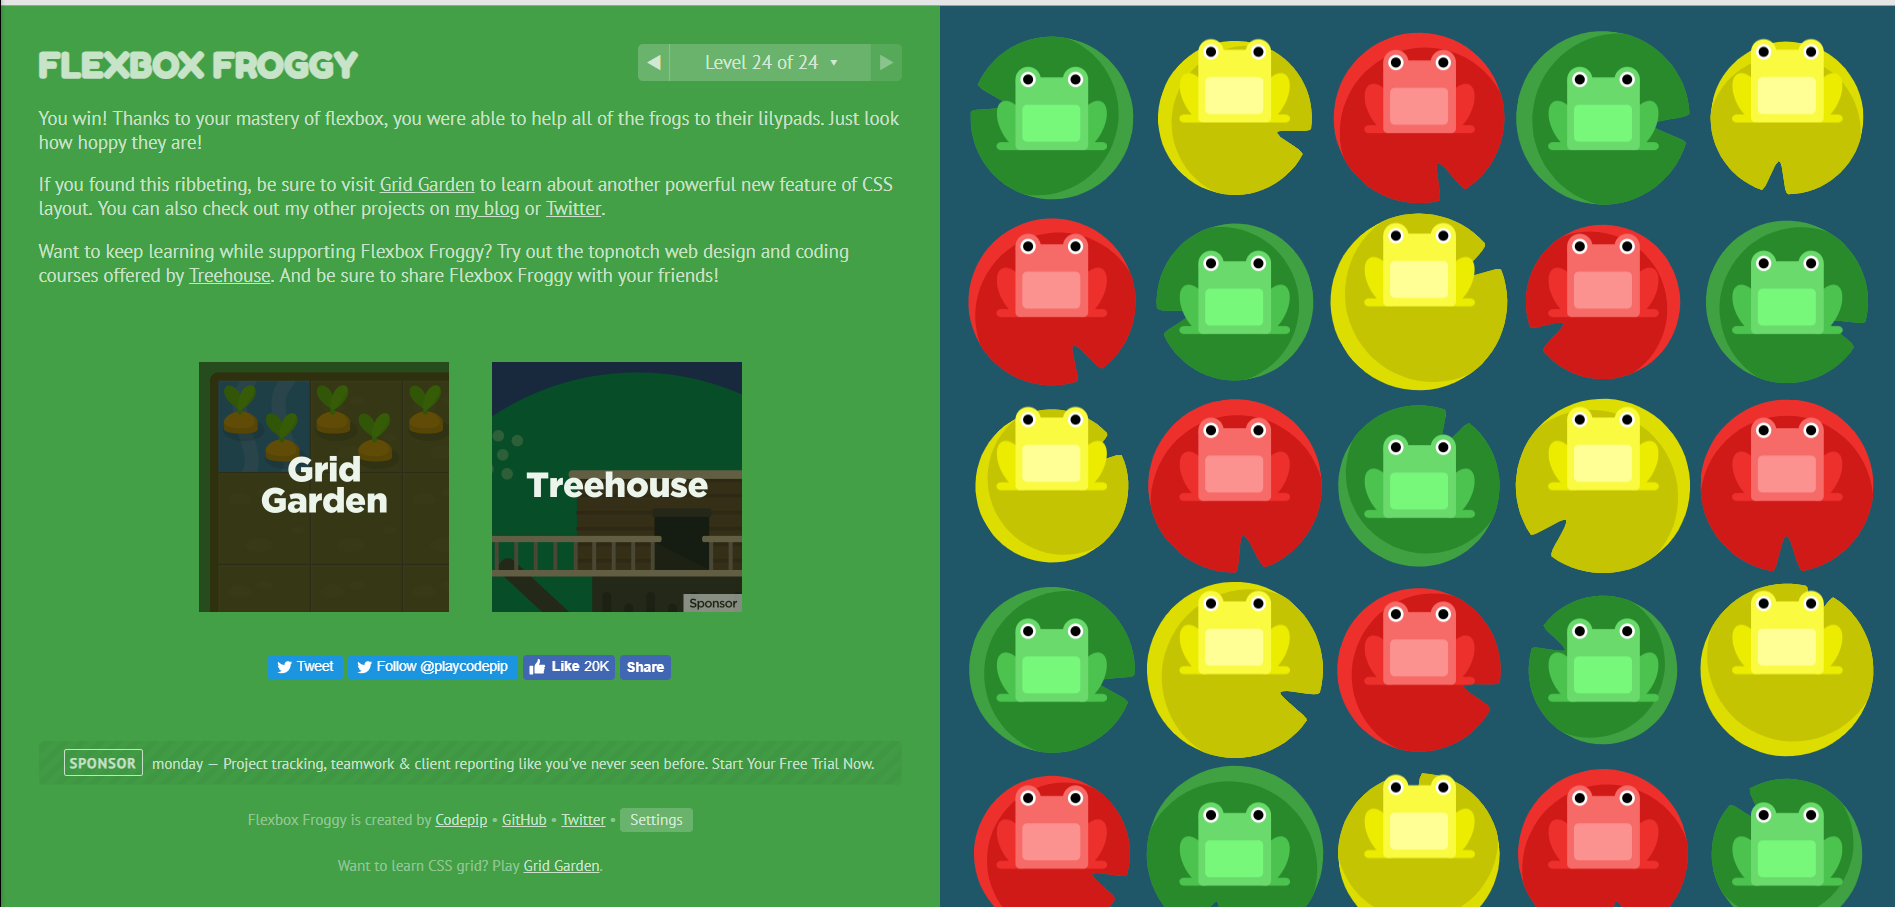 FLEXBOX FROGGY
Level 24 of 24
You win! Thanks to your mastery of flexbox, you were able to help all of the frogs to their lilypads. Just look
how hoppy they are!
If you found this ribbeting, be sure to visit Grid Garden to learn about another powerful new feature of CSS
layout. You can also check out my other projects on my blog or Twitter.
Want to keep learning while supporting Flexbox Froggy? Try out the topnotch web design and coding
courses offered by Treehouse. And be sure to share Flexbox Froggy with your friends!
Grid
Garden
Treehouse
Sponsor
Tweet
Follow @playcodepip
Like 20K
Share
SPONSOR monday — Project tracking, teamwork & client reporting like you've never seen before. Start Your Free Trial Now.
Flexbox Froggy is created by Codepip • GitHub • Twitter • Settings
Want to learn CSS grid? Play Grid Garden.